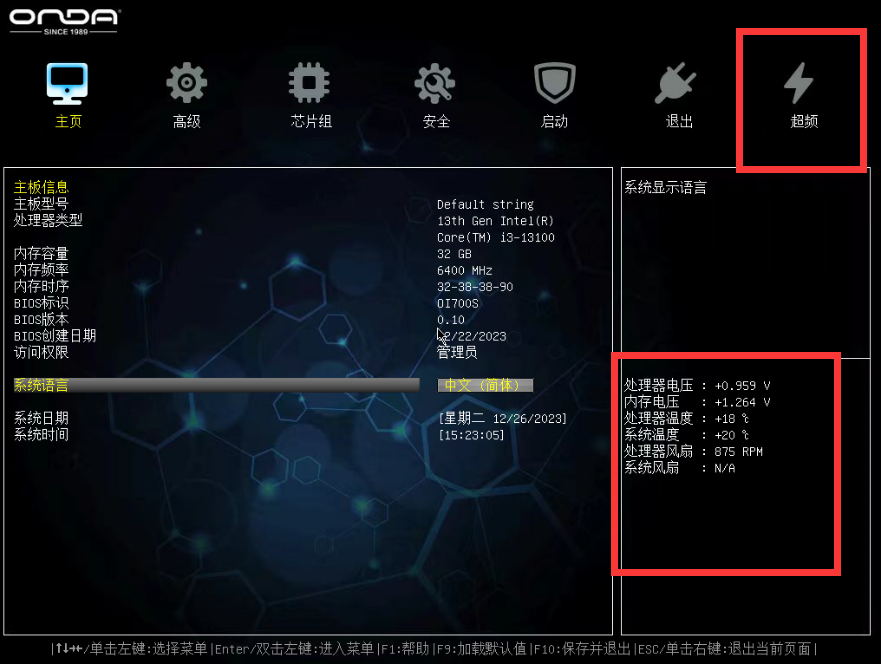 ONDA
SINCE 1989
主页 高级 芯片组 安全 启动 退出 超频
主板信息
主板型号 Default string
处理器类型 13th Gen Intel(R)
Core(TM) i3-13100
内存容量 32 GB
内存频率 6400 MHz
内存时序 32-38-38-90
BIOS标识 OI700S
BIOS版本 0.10
BIOS创建日期 2/22/2023
访问权限 管理员
系统语言 中文 (简体)
系统日期 [星期二 12/26/2023]
系统时间 [15:23:05]
系统显示语言
处理器电压 : +0.959 V
内存电压 : +1.264 V
处理器温度 : +18 ℃
系统温度 : +20 ℃
处理器风扇 : 875 RPM
系统风扇 : N/A
|↑↓→←/单击左键:选择菜单|Enter/双击左键:进入菜单|F1:帮助|F9:加载默认值|F10:保存并退出|ESC/单击右键:退出当前页面|